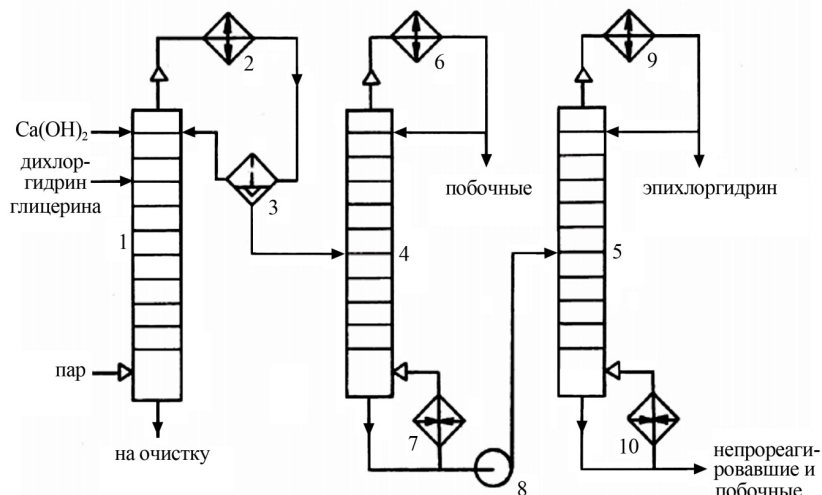 2
6
9
Ca(OH)₂
дихлор-
гидрин
глицерина
3
побочные
эпихлоргидрин
1
4
5
пар
7
10
на очистку
8
непрореаги-
ровавшие и
побочные